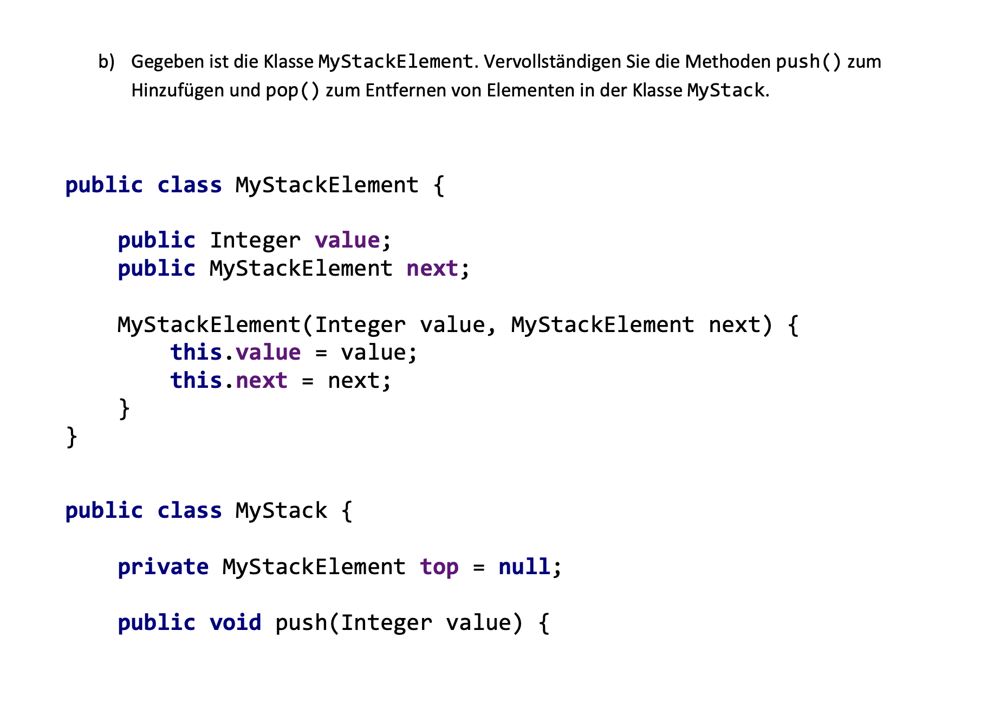 b) Gegeben ist die Klasse MyStackElement. Vervollständigen Sie die Methoden push() zum
Hinzufügen und pop() zum Entfernen von Elementen in der Klasse MyStack.
public class MyStackElement {
    public Integer value;
    public MyStackElement next;
    MyStackElement(Integer value, MyStackElement next) {
        this.value = value;
        this.next = next;
    }
}
public class MyStack {
    private MyStackElement top = null;
    public void push(Integer value) {